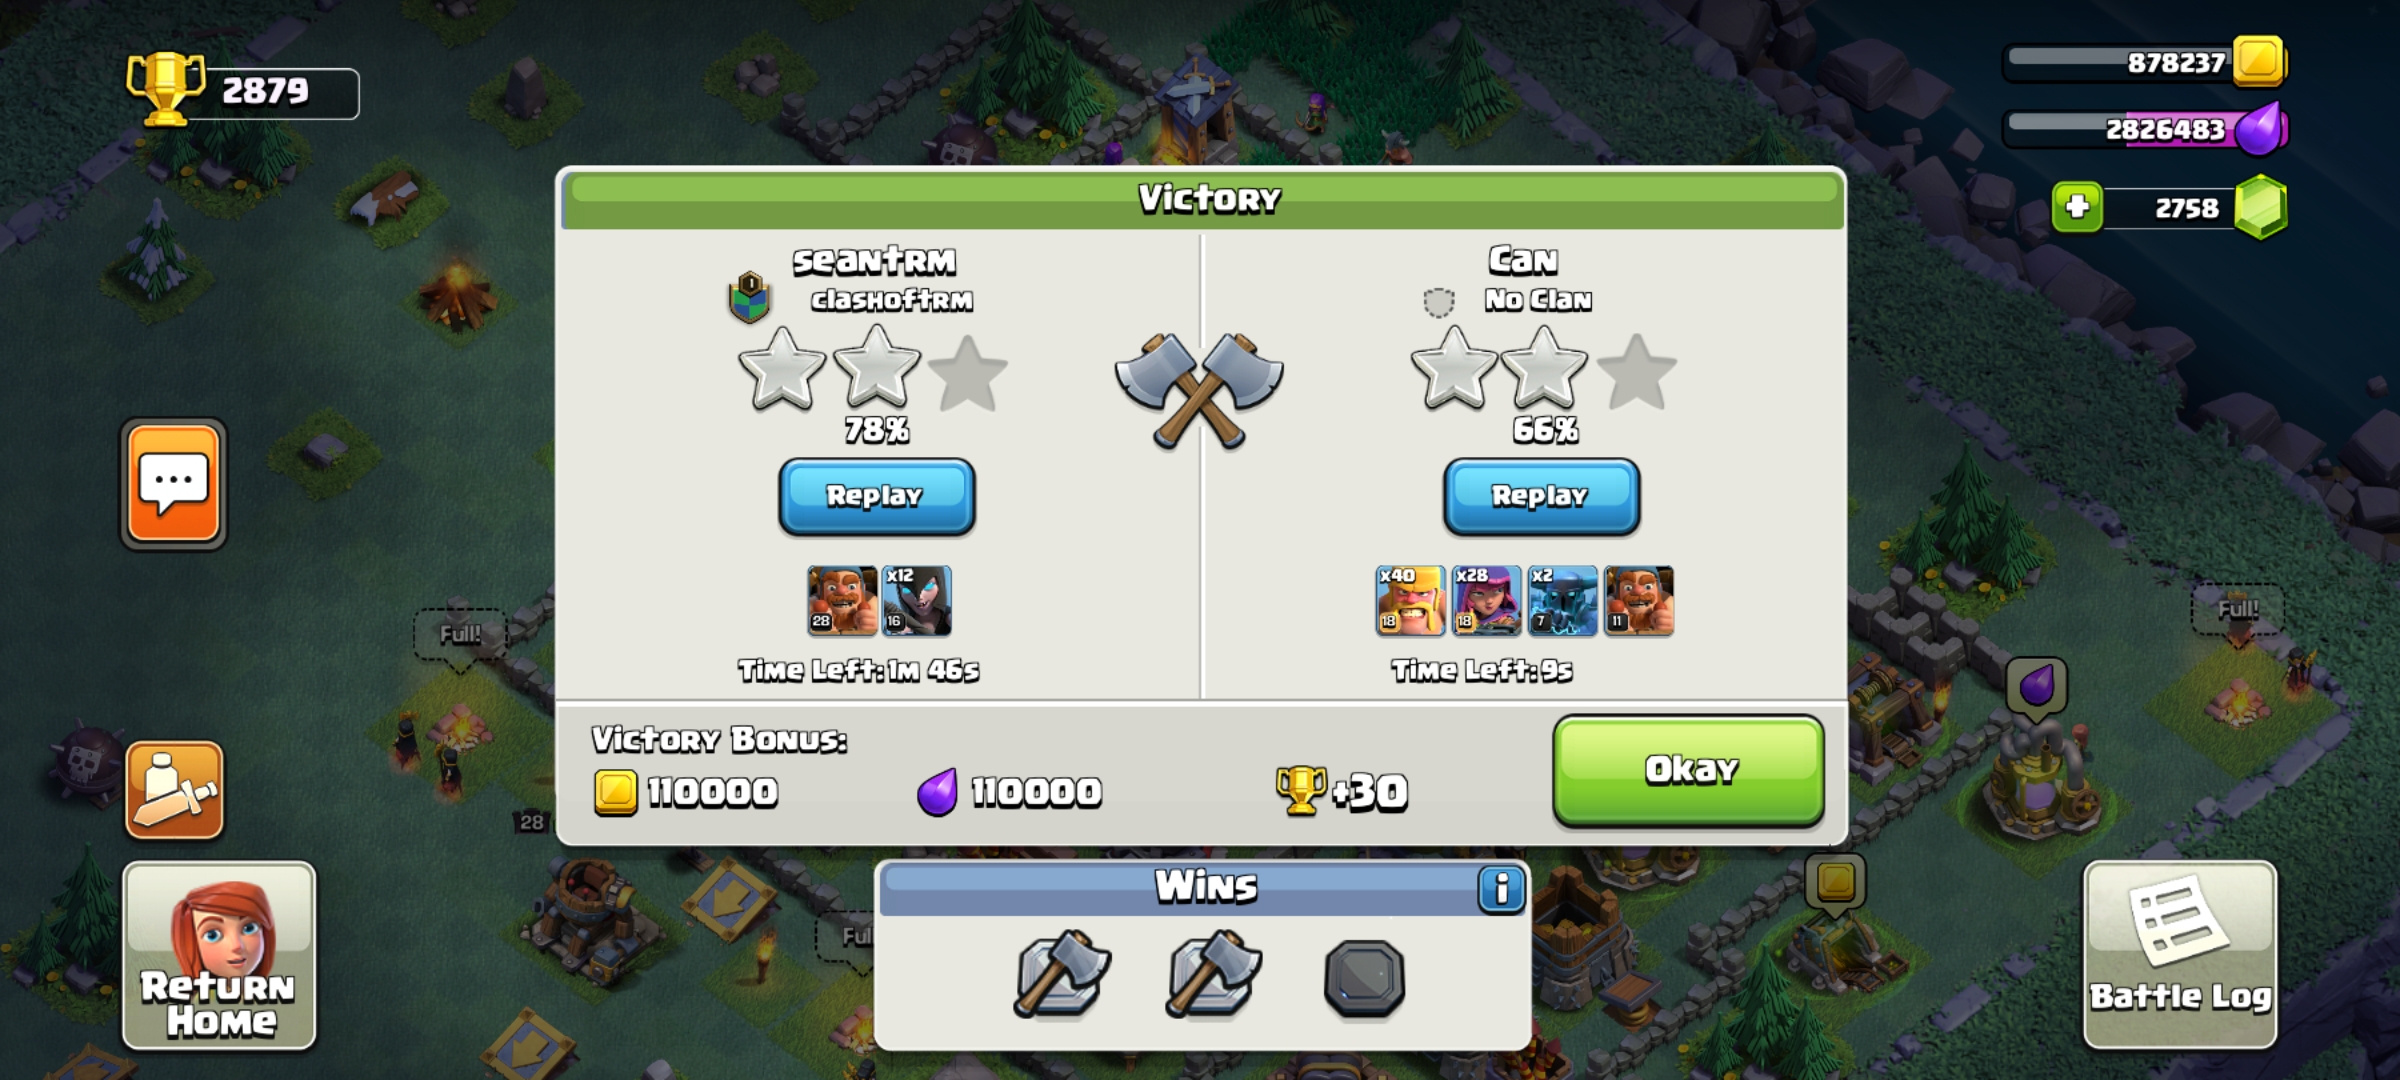 2879
878237
2826483
2758
Victory
seantrm
1
clashoftrm
78%
Replay
28
x12
16
Time Left:1m 46s
Can
No Clan
66%
Replay
x40
18
x28
18
x2
7
11
Time Left:9s
Full!
Full!
Victory Bonus:
110000
110000
+30
Okay
28
Wins
i
Return
Home
Battle Log